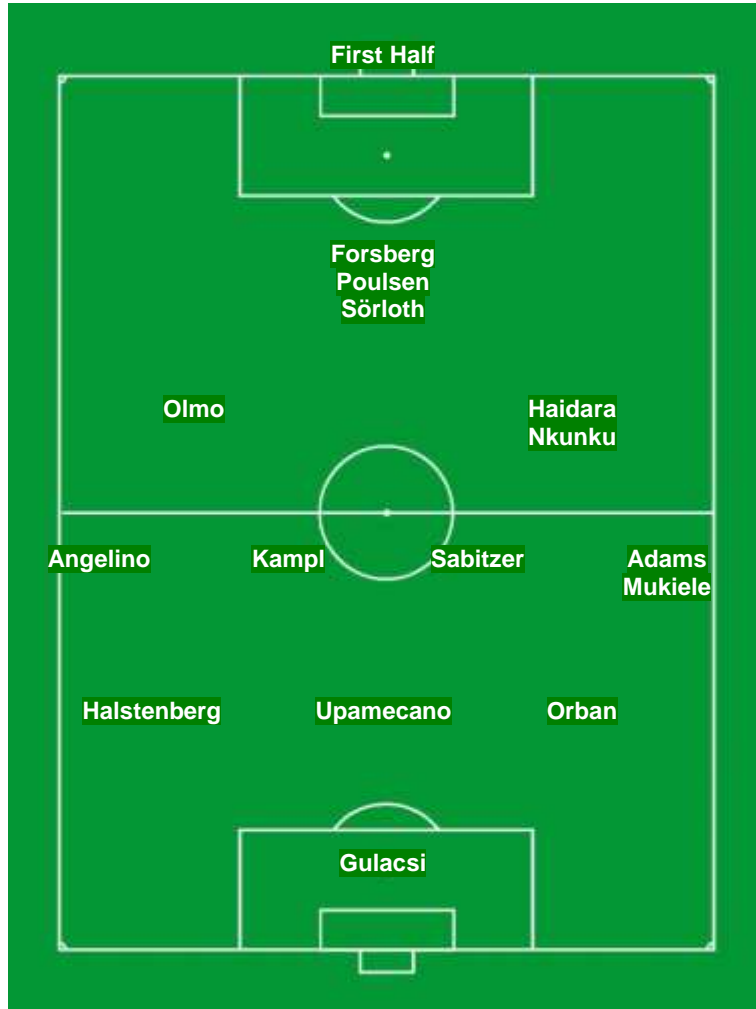 First Half
Forsberg
Poulsen
Sörloth
Olmo
Haidara
Nkunku
Angelino
Kampl
Sabitzer
Adams
Mukiele
Halstenberg
Upamecano
Orban
Gulacsi